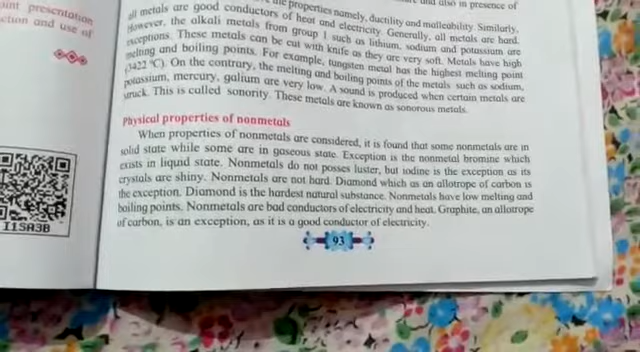 int presentation
ction and use of
I1SA3B
the properties namely, ductility and malleability. Similarly,
all metals are good conductors of heat and electricity. Generally, all metals are hard.
However, the alkali metals from group 1 such as lithium, sodium and potassium are
exceptions. These metals can be cut with knife as they are very soft. Metals have high
melting and boiling points. For example, tungsten metal has the highest melting point
(3422 °C). On the contrary, the melting and boiling points of the metals such as sodium,
potassium, mercury, galium are very low. A sound is produced when certain metals are
struck. This is called sonority. These metals are known as sonorous metals.
Physical properties of nonmetals
When properties of nonmetals are considered, it is found that some nonmetals are in
solid state while some are in gaseous state. Exception is the nonmetal bromine which
exists in liquid state. Nonmetals do not posses luster, but iodine is the exception as its
crystals are shiny. Nonmetals are not hard. Diamond which as an allotrope of carbon is
the exception. Diamond is the hardest natural substance. Nonmetals have low melting and
boiling points. Nonmetals are bad conductors of electricity and heat. Graphite, an allotrope
of carbon, is an exception, as it is a good conductor of electricity.
93